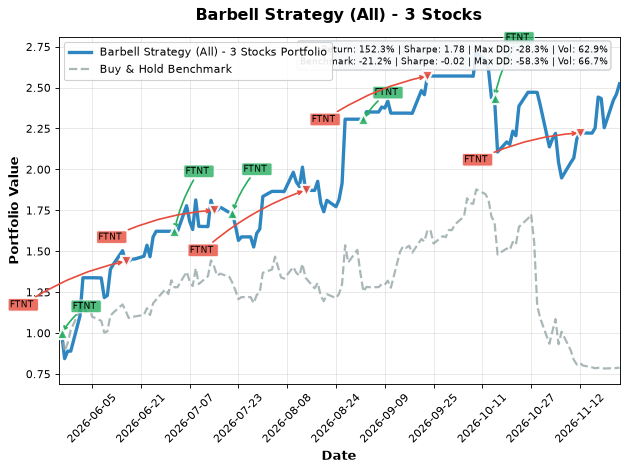 Barbell Strategy (All) - 3 Stocks
Barbell Strategy (All) - 3 Stocks Portfolio
Buy & Hold Benchmark
turn: 152.3% | Sharpe: 1.78 | Max DD: -28.3% | Vol: 62.9%
Benchmark: -21.2% | Sharpe: -0.02 | Max DD: -58.3% | Vol: 66.7%
FTNT
FTNT
FTNT
FTNT
FTNT
FTNT
FTNT
FTNT
FTNT
FTNT
Portfolio Value
2.75
2.50
2.25
2.00
1.75
1.50
1.25
1.00
0.75
2026-06-05
2026-06-21
2026-07-07
2026-07-23
2026-08-08
2026-08-24
2026-09-09
2026-09-25
2026-10-11
2026-10-27
2026-11-12
Date